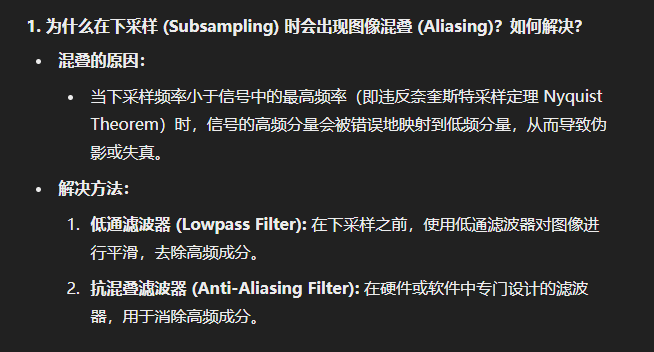 1. 为什么在下采样 (Subsampling) 时会出现图像混叠 (Aliasing)？如何解决？
• 混叠的原因：
• 当下采样频率小于信号中的最高频率（即违反奈奎斯特采样定理 Nyquist
Theorem）时，信号的高频分量会被错误地映射到低频分量，从而导致伪
影或失真。
• 解决方法：
1. 低通滤波器 (Lowpass Filter): 在下采样之前，使用低通滤波器对图像进
行平滑，去除高频成分。
2. 抗混叠滤波器 (Anti-Aliasing Filter): 在硬件或软件中专门设计的滤波
器，用于消除高频成分。